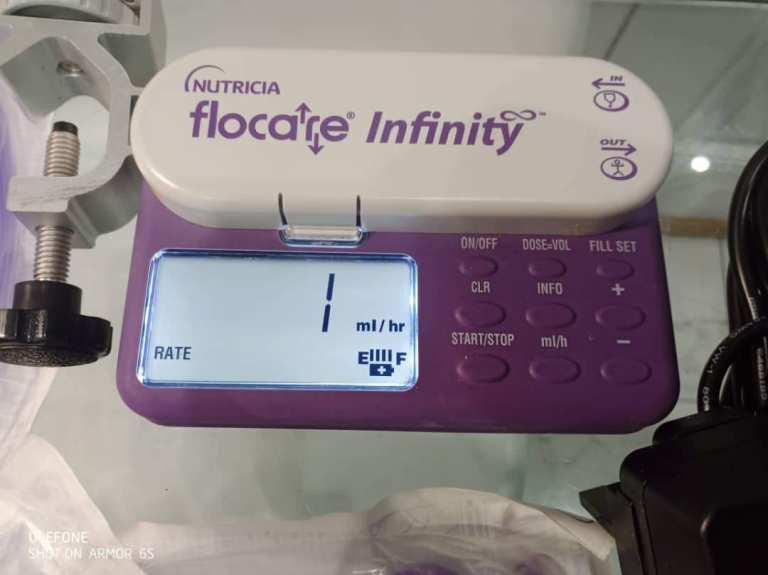 NUTRICIA
flocare® Infinity™
IN
OUT
ON/OFF DOSE=VOL FILL SET
CLR INFO +
START/STOP ml/h −
1 ml/hr
RATE E F
ULEFONE
SHOT ON ARMOR 6S